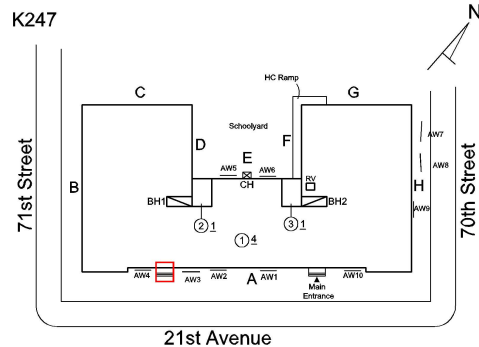 K247
N
HC Ramp
C
G
Schoolyard
D
F
E
AW5
AW6
CH
RV
AW7
AW8
H
AW9
71st Street
B
70th Street
BH1
BH2
2 1
3 1
1 4
AW4
AW3
AW2
A
AW1
Main
Entrance
AW10
21st Avenue